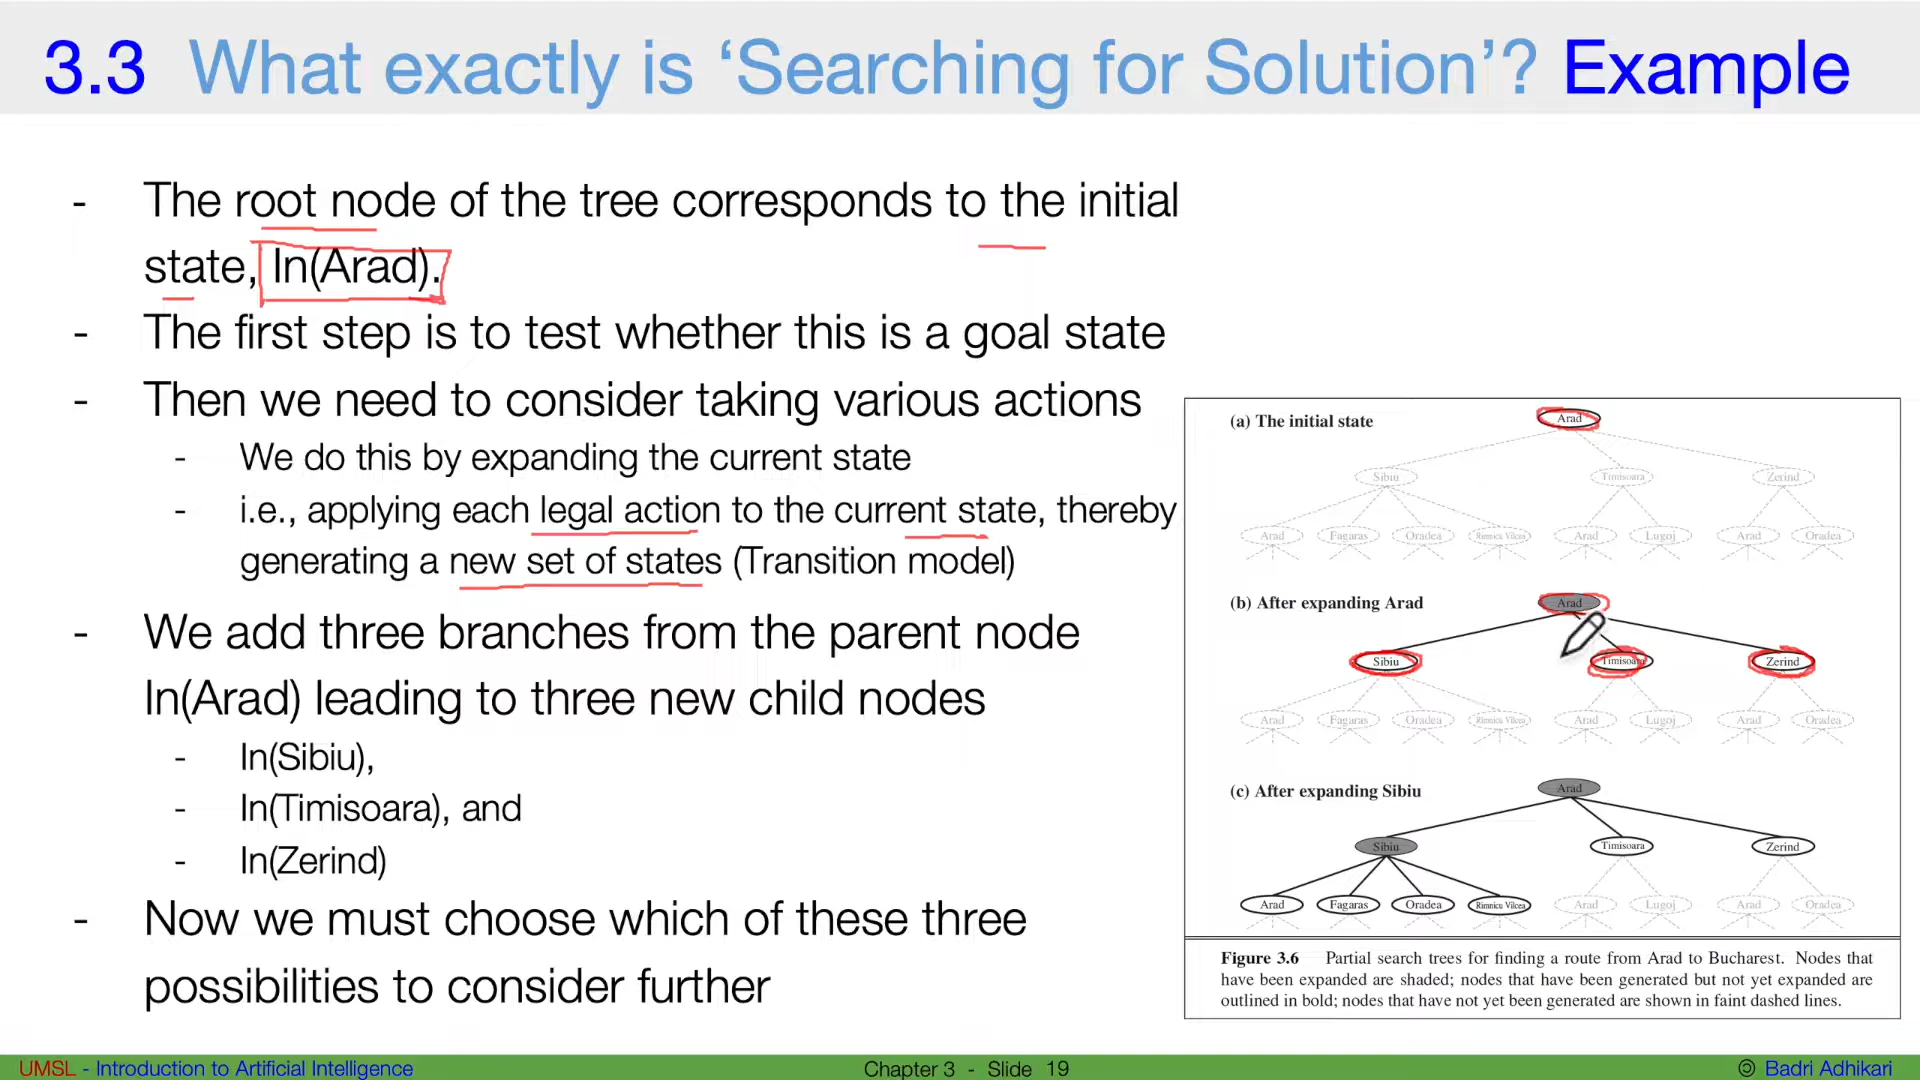 3.3 What exactly is ‘Searching for Solution’? Example
- The root node of the tree corresponds to the initial
state, In(Arad).
- The first step is to test whether this is a goal state
- Then we need to consider taking various actions
- We do this by expanding the current state
- i.e., applying each legal action to the current state, thereby
generating a new set of states (Transition model)
- We add three branches from the parent node
In(Arad) leading to three new child nodes
- In(Sibiu),
- In(Timisoara), and
- In(Zerind)
- Now we must choose which of these three
possibilities to consider further
(a) The initial state
Arad
Sibiu Timisoara Zerind
Arad Fagaras Oradea Rimnicu Vilcea Arad Lugoj Arad Oradea
(b) After expanding Arad
Arad
Sibiu Timisoara Zerind
Arad Fagaras Oradea Rimnicu Vilcea Arad Lugoj Arad Oradea
(c) After expanding Sibiu
Arad
Sibiu Timisoara Zerind
Arad Fagaras Oradea Rimnicu Vilcea Arad Lugoj Arad Oradea
Figure 3.6 Partial search trees for finding a route from Arad to Bucharest. Nodes that
have been expanded are shaded; nodes that have been generated but not yet expanded are
outlined in bold; nodes that have not yet been generated are shown in faint dashed lines.
UMSL - Introduction to Artificial Intelligence
Chapter 3 - Slide 19
© Badri Adhikari